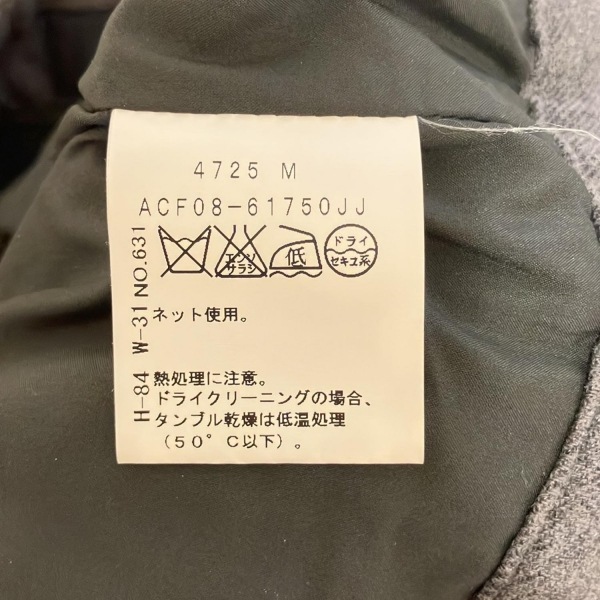 4725 M
ACF08-61750JJ
エンソ
サラシ
低
ドライ
セキユ系
H-84 W-31 NO.631
ネット使用。
熱処理に注意。
ドライクリーニングの場合、
タンブル乾燥は低温処理
(50°C以下)。